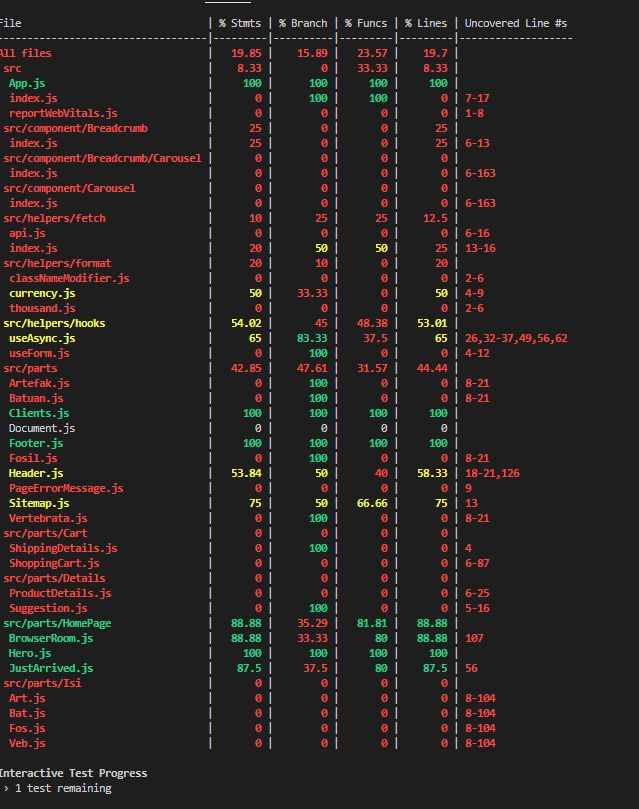 File | % Stmts | % Branch | % Funcs | % Lines | Uncovered Line #s
-----------------------------------|---------|----------|---------|---------|-------------------
All files | 19.85 | 15.89 | 23.57 | 19.7 |
src | 8.33 | 0 | 33.33 | 8.33 |
App.js | 100 | 100 | 100 | 100 |
index.js | 0 | 100 | 100 | 0 | 7-17
reportWebVitals.js | 0 | 0 | 0 | 0 | 1-8
src/component/Breadcrumb | 25 | 0 | 0 | 25 |
index.js | 25 | 0 | 0 | 25 | 6-13
src/component/Breadcrumb/Carousel | 0 | 0 | 0 | 0 |
index.js | 0 | 0 | 0 | 0 | 6-163
src/component/Carousel | 0 | 0 | 0 | 0 |
index.js | 0 | 0 | 0 | 0 | 6-163
src/helpers/fetch | 10 | 25 | 25 | 12.5 |
api.js | 0 | 0 | 0 | 0 | 6-16
index.js | 20 | 50 | 50 | 25 | 13-16
src/helpers/format | 20 | 10 | 0 | 20 |
classNameModifier.js | 0 | 0 | 0 | 0 | 2-6
currency.js | 50 | 33.33 | 0 | 50 | 4-9
thousand.js | 0 | 0 | 0 | 0 | 2-6
src/helpers/hooks | 54.02 | 45 | 48.38 | 53.01 |
useAsync.js | 65 | 83.33 | 37.5 | 65 | 26,32-37,49,56,62
useForm.js | 0 | 100 | 0 | 0 | 4-12
src/parts | 42.85 | 47.61 | 31.57 | 44.44 |
Artefak.js | 0 | 100 | 0 | 0 | 8-21
Batuan.js | 0 | 100 | 0 | 0 | 8-21
Clients.js | 100 | 100 | 100 | 100 |
Document.js | 0 | 0 | 0 | 0 |
Footer.js | 100 | 100 | 100 | 100 |
Fosil.js | 0 | 100 | 0 | 0 | 8-21
Header.js | 53.84 | 50 | 40 | 58.33 | 18-21,126
PageErrorMessage.js | 0 | 0 | 0 | 0 | 9
Sitemap.js | 75 | 50 | 66.66 | 75 | 13
Vertebrata.js | 0 | 100 | 0 | 0 | 8-21
src/parts/Cart | 0 | 0 | 0 | 0 |
ShippingDetails.js | 0 | 100 | 0 | 0 | 4
ShoppingCart.js | 0 | 0 | 0 | 0 | 6-87
src/parts/Details | 0 | 0 | 0 | 0 |
ProductDetails.js | 0 | 0 | 0 | 0 | 6-25
Suggestion.js | 0 | 100 | 0 | 0 | 5-16
src/parts/HomePage | 88.88 | 35.29 | 81.81 | 88.88 |
BrowserRoom.js | 88.88 | 33.33 | 80 | 88.88 | 107
Hero.js | 100 | 100 | 100 | 100 |
JustArrived.js | 87.5 | 37.5 | 80 | 87.5 | 56
src/parts/Isi | 0 | 0 | 0 | 0 |
Art.js | 0 | 0 | 0 | 0 | 8-104
Bat.js | 0 | 0 | 0 | 0 | 8-104
Fos.js | 0 | 0 | 0 | 0 | 8-104
Veb.js | 0 | 0 | 0 | 0 | 8-104
Interactive Test Progress
› 1 test remaining